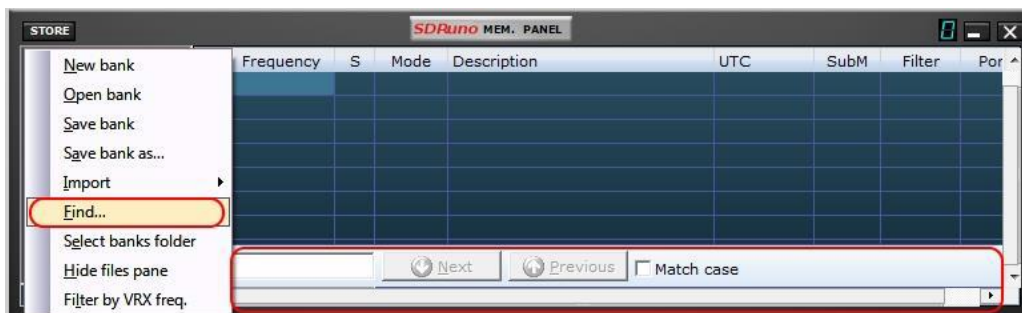 STORE
SDRuno MEM. PANEL
0
Frequency S Mode Description UTC SubM Filter Por
New bank
Open bank
Save bank
Save bank as...
Import
Find...
Select banks folder
Hide files pane
Filter by VRX freq.
Next Previous Match case